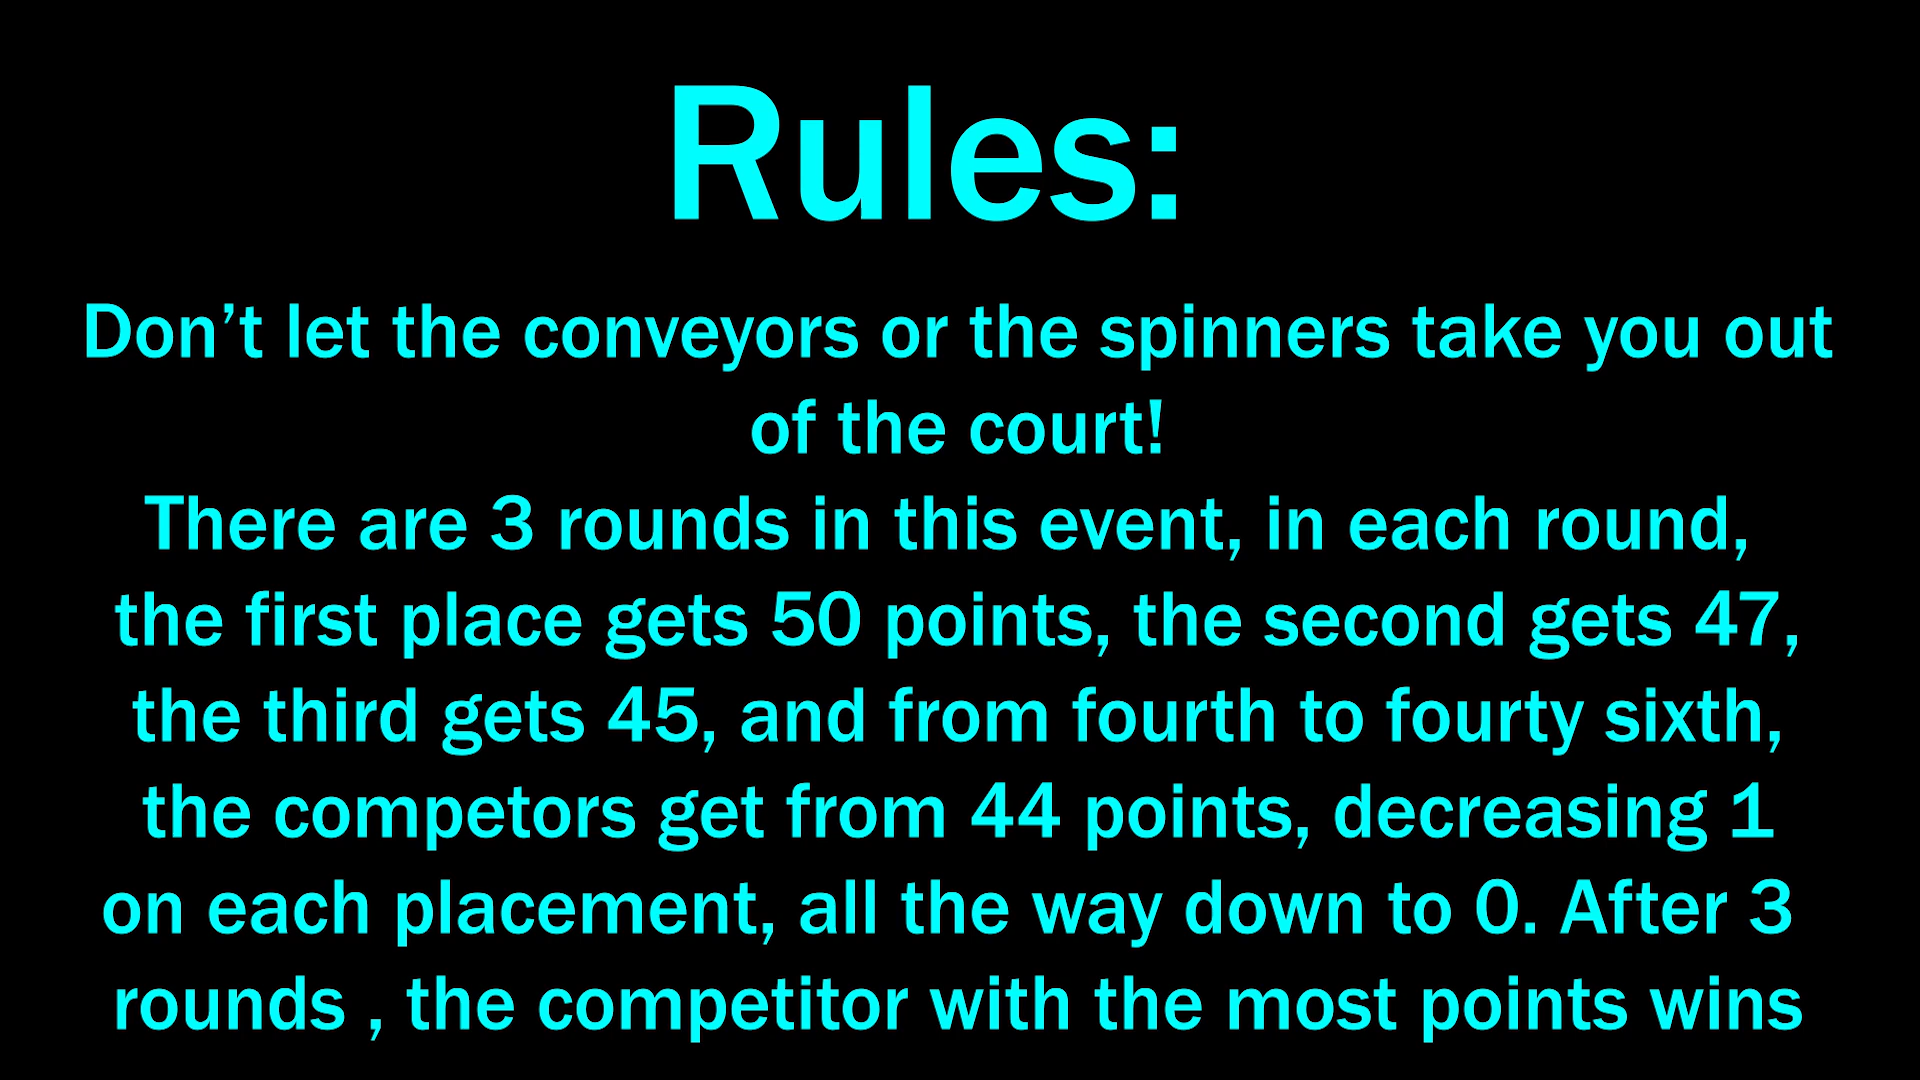 Rules:
Don’t let the conveyors or the spinners take you out
of the court!
There are 3 rounds in this event, in each round,
the first place gets 50 points, the second gets 47,
the third gets 45, and from fourth to fourty sixth,
the competors get from 44 points, decreasing 1
on each placement, all the way down to 0. After 3
rounds , the competitor with the most points wins